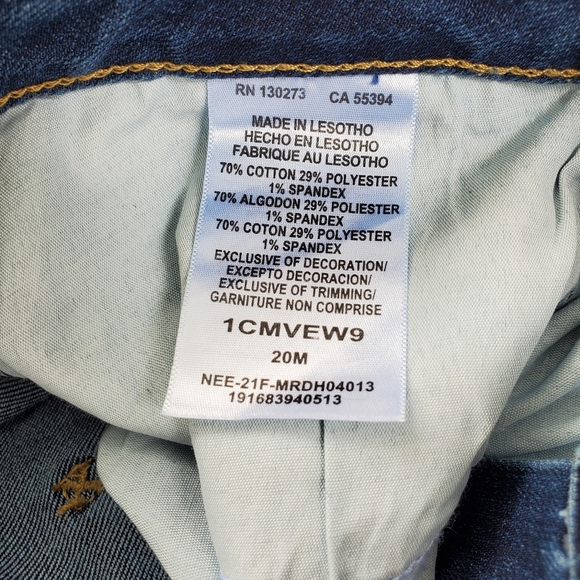 RN 130273 CA 55394
MADE IN LESOTHO
HECHO EN LESOTHO
FABRIQUE AU LESOTHO
70% COTTON 29% POLYESTER
1% SPANDEX
70% ALGODON 29% POLIESTER
1% SPANDEX
70% COTON 29% POLYESTER
1% SPANDEX
EXCLUSIVE OF DECORATION/
EXCEPTO DECORACION/
EXCLUSIVE OF TRIMMING/
GARNITURE NON COMPRISE
1CMVEW9
20M
NEE-21F-MRDH04013
191683940513